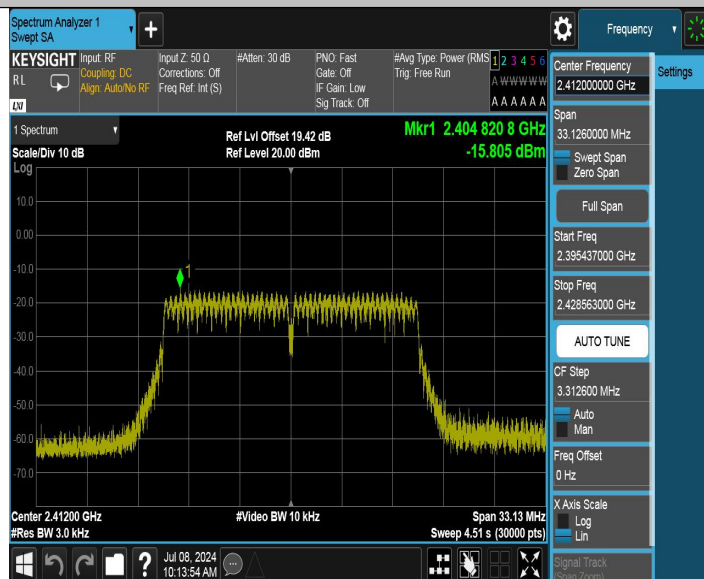 Spectrum Analyzer 1
Swept SA
+
Frequency
KEYSIGHT
RL
LXI
Input: RF
Coupling: DC
Align: Auto/No RF
Input Z: 50 Ω
Corrections: Off
Freq Ref: Int (S)
#Atten: 30 dB
PNO: Fast
Gate: Off
IF Gain: Low
Sig Track: Off
#Avg Type: Power (RMS
Trig: Free Run
1 2 3 4 5 6
A W W W W W
A A A A A A
1 Spectrum
Scale/Div 10 dB
Log
Ref Lvl Offset 19.42 dB
Ref Level 20.00 dBm
Mkr1 2.404 820 8 GHz
-15.805 dBm
10.0
0.00
-10.0
-20.0
-30.0
-40.0
-50.0
-60.0
-70.0
1
Center 2.41200 GHz
#Res BW 3.0 kHz
#Video BW 10 kHz
Span 33.13 MHz
Sweep 4.51 s (30000 pts)
?
Jul 08, 2024
10:13:54 AM
Center Frequency
2.412000000 GHz
Settings
Span
33.1260000 MHz
Swept Span
Zero Span
Full Span
Start Freq
2.395437000 GHz
Stop Freq
2.428563000 GHz
AUTO TUNE
CF Step
3.312600 MHz
Auto
Man
Freq Offset
0 Hz
X Axis Scale
Log
Lin
Signal Track
(Span Zoom)